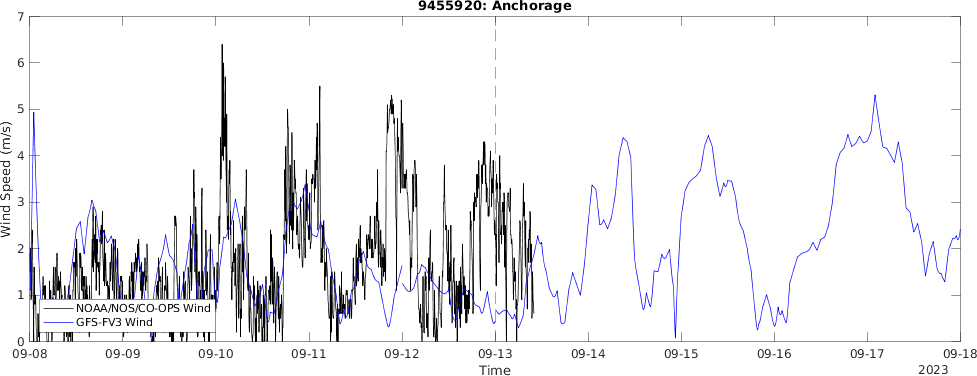 9455920: Anchorage
7
6
5
4
3
2
1
0
Wind Speed (m/s)
NOAA/NOS/CO-OPS Wind
GFS-FV3 Wind
09-08 09-09 09-10 09-11 09-12 09-13 09-14 09-15 09-16 09-17 09-18
Time
2023